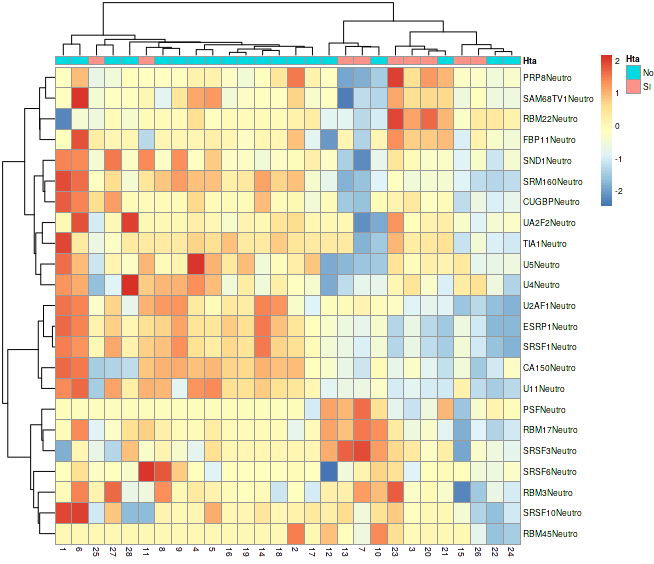 Hta
PRP8Neutro
SAM68TV1Neutro
RBM22Neutro
FBP11Neutro
SND1Neutro
SRM160Neutro
CUGBPNeutro
UA2F2Neutro
TIA1Neutro
U5Neutro
U4Neutro
U2AF1Neutro
ESRP1Neutro
SRSF1Neutro
CA150Neutro
U11Neutro
PSFNeutro
RBM17Neutro
SRSF3Neutro
SRSF6Neutro
RBM3Neutro
SRSF10Neutro
RBM45Neutro
1 6 25 27 28 11 8 9 4 5 16 19 14 18 2 17 12 13 7 10 23 3 20 21 15 26 22 24
2
1
0
-1
-2
Hta
No
Si